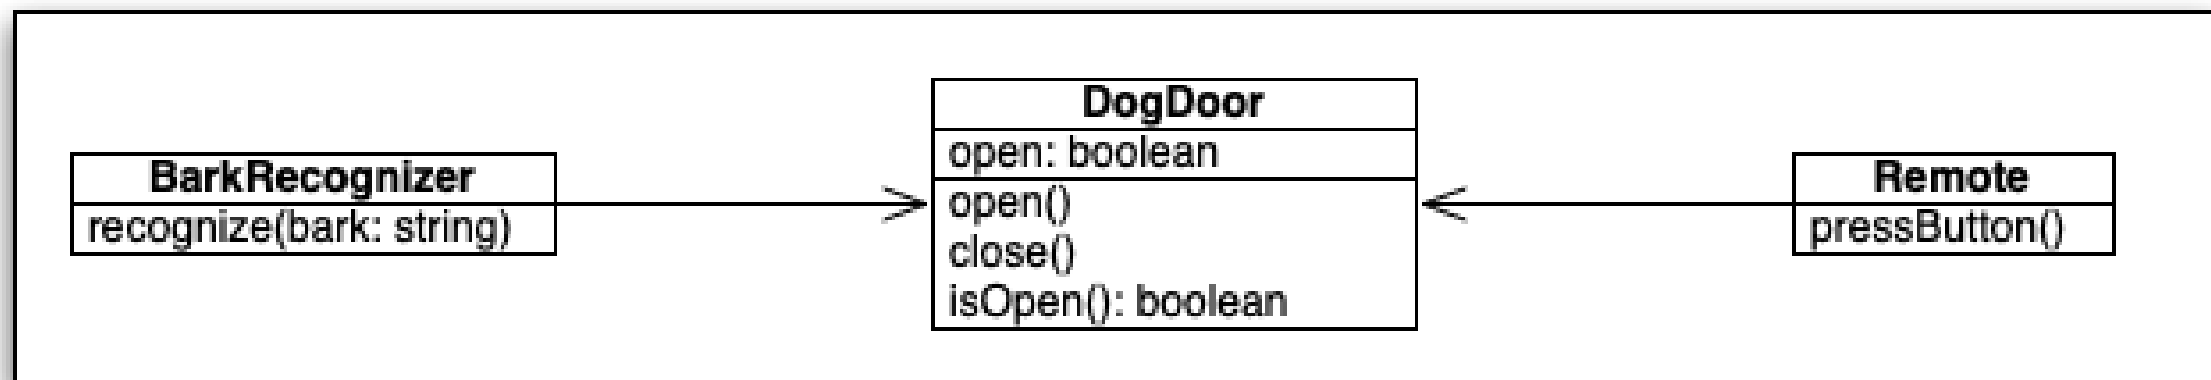 BarkRecognizer
recognize(bark: string)
DogDoor
open: boolean
open()
close()
isOpen(): boolean
Remote
pressButton()